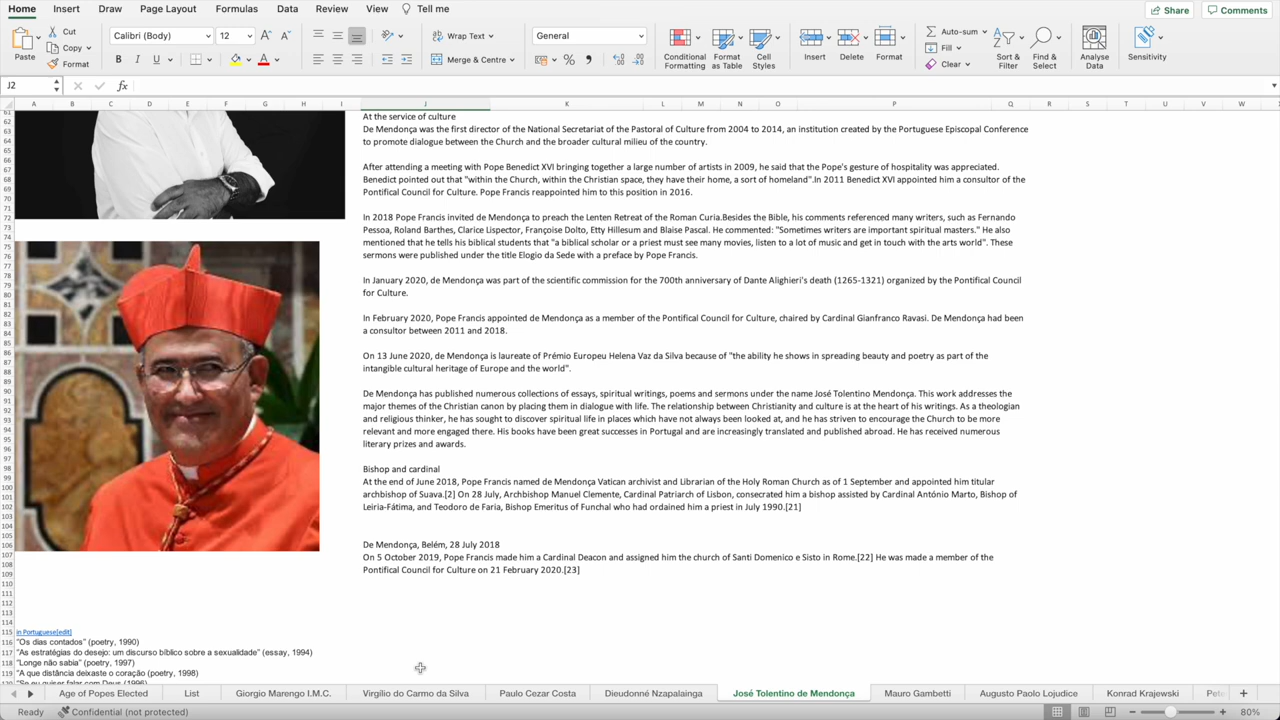 Home Insert Draw Page Layout Formulas Data Review View Tell me Share Comments
Paste Cut Copy Format Calibri (Body) 12 B I U A Wrap Text Merge & Centre General % Conditional Formatting Format as Table Cell Styles Insert Delete Format Auto-sum Fill Clear Sort & Filter Find & Select Analyse Data Sensitivity
J2 fx
A B C D E F G H I J K L M N O P Q R S T U V W
At the service of culture
De Mendonça was the first director of the National Secretariat of the Pastoral of Culture from 2004 to 2014, an institution created by the Portuguese Episcopal Conference
to promote dialogue between the Church and the broader cultural milieu of the country.
After attending a meeting with Pope Benedict XVI bringing together a large number of artists in 2009, he said that the Pope's gesture of hospitality was appreciated.
Benedict pointed out that "within the Church, within the Christian space, they have their home, a sort of homeland".In 2011 Benedict XVI appointed him a consultor of the
Pontifical Council for Culture. Pope Francis reappointed him to this position in 2016.
In 2018 Pope Francis invited de Mendonça to preach the Lenten Retreat of the Roman Curia.Besides the Bible, his comments referenced many writers, such as Fernando
Pessoa, Roland Barthes, Clarice Lispector, Françoise Dolto, Etty Hillesum and Blaise Pascal. He commented: "Sometimes writers are important spiritual masters." He also
mentioned that he tells his biblical students that "a biblical scholar or a priest must see many movies, listen to a lot of music and get in touch with the arts world". These
sermons were published under the title Elogio da Sede with a preface by Pope Francis.
In January 2020, de Mendonça was part of the scientific commission for the 700th anniversary of Dante Alighieri's death (1265-1321) organized by the Pontifical Council
for Culture.
In February 2020, Pope Francis appointed de Mendonça as a member of the Pontifical Council for Culture, chaired by Cardinal Gianfranco Ravasi. De Mendonça had been
a consultor between 2011 and 2018.
On 13 June 2020, de Mendonça is laureate of Prémio Europeu Helena Vaz da Silva because of "the ability he shows in spreading beauty and poetry as part of the
intangible cultural heritage of Europe and the world".
De Mendonça has published numerous collections of essays, spiritual writings, poems and sermons under the name José Tolentino Mendonça. This work addresses the
major themes of the Christian canon by placing them in dialogue with life. The relationship between Christianity and culture is at the heart of his writings. As a theologian
and religious thinker, he has sought to discover spiritual life in places which have not always been looked at, and he has striven to encourage the Church to be more
relevant and more engaged there. His books have been great successes in Portugal and are increasingly translated and published abroad. He has received numerous
literary prizes and awards.
Bishop and cardinal
At the end of June 2018, Pope Francis named de Mendonça Vatican archivist and Librarian of the Holy Roman Church as of 1 September and appointed him titular
archbishop of Suava.[2] On 28 July, Archbishop Manuel Clemente, Cardinal Patriarch of Lisbon, consecrated him a bishop assisted by Cardinal António Marto, Bishop of
Leiria-Fátima, and Teodoro de Faria, Bishop Emeritus of Funchal who had ordained him a priest in July 1990.[21]
De Mendonça, Belém, 28 July 2018
On 5 October 2019, Pope Francis made him a Cardinal Deacon and assigned him the church of Santi Domenico e Sisto in Rome.[22] He was made a member of the
Pontifical Council for Culture on 21 February 2020.[23]
in Portuguese[edit]
"Os dias contados" (poetry, 1990)
"As estratégias do desejo: um discurso bíblico sobre a sexualidade" (essay, 1994)
"Longe não sabia" (poetry, 1997)
"A que distância deixaste o coração (poetry, 1998)
Age of Popes Elected List Giorgio Marengo I.M.C. Virgílio do Carmo da Silva Paulo Cezar Costa Dieudonné Nzapalainga José Tolentino de Mendonça Mauro Gambetti Augusto Paolo Lojudice Konrad Krajewski
Ready Confidential (not protected) 80%